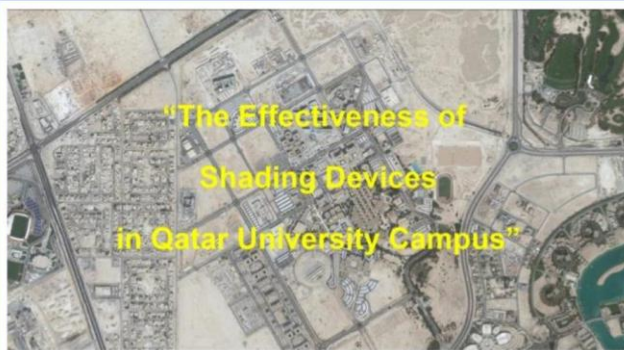 “The Effectiveness of
Shading Devices
in Qatar University Campus”